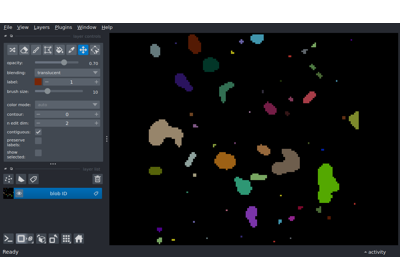 File View Layers Plugins Window Help
opacity: 0.70
blending: translucent
label: 1
brush size: 10
color mode:
contour: 0
n edit dim: 2
contiguous:
preserve labels:
show selected:
blob ID
Ready activity